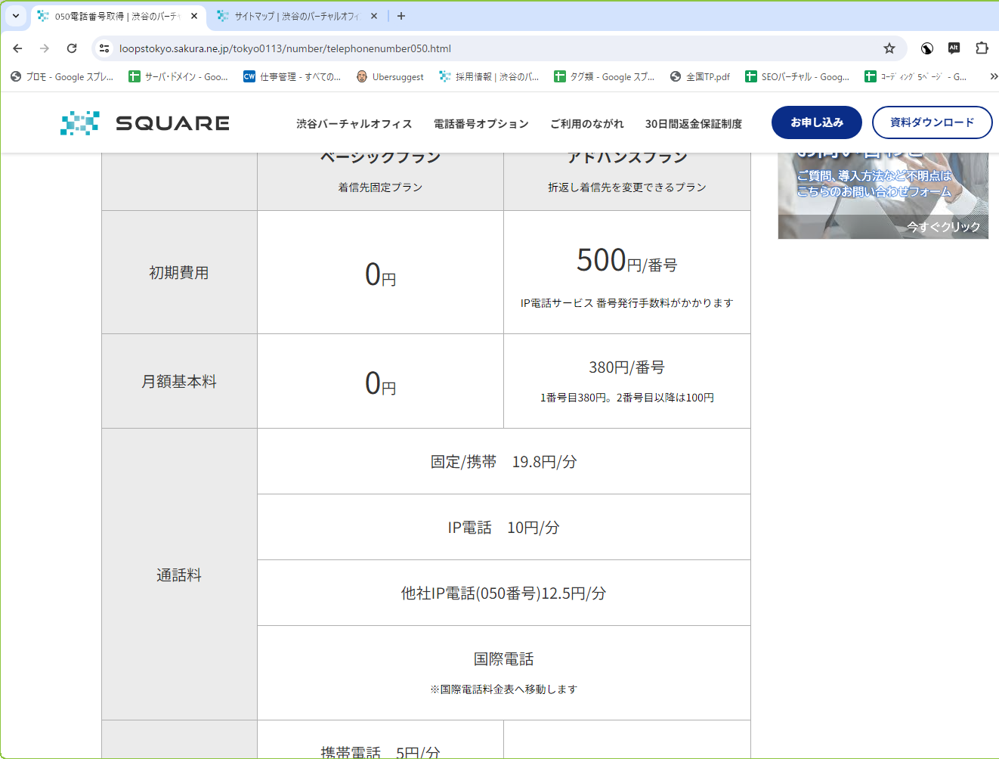 050電話番号取得 | 渋谷のバーチャ
サイトマップ | 渋谷のバーチャルオフィ
loopstokyo.sakura.ne.jp/tokyo0113/number/telephonenumber050.html
プロモ - Google スプレ...
サーバ・ドメイン - Goo...
CW 仕事管理 - すべての...
Ubersuggest
採用情報 | 渋谷のバ...
タグ類 - Google スプ...
全国TP.pdf
SEOバーチャル - Goog...
コーディング 5ページ - G...
SQUARE
渋谷バーチャルオフィス
電話番号オプション
ご利用のながれ
30日間返金保証制度
お申し込み
資料ダウンロード
ベーシックプラン
着信先固定プラン
アドバンスプラン
折返し着信先を変更できるプラン
お問い合わせ
ご質問、導入方法など不明点は
こちらのお問い合わせフォーム
今すぐクリック
初期費用
0円
500円/番号
IP電話サービス 番号発行手数料がかかります
月額基本料
0円
380円/番号
1番号目380円。2番号目以降は100円
通話料
固定/携帯 19.8円/分
IP電話 10円/分
他社IP電話(050番号)12.5円/分
国際電話
※国際電話料金表へ移動します
携帯電話 5円/分